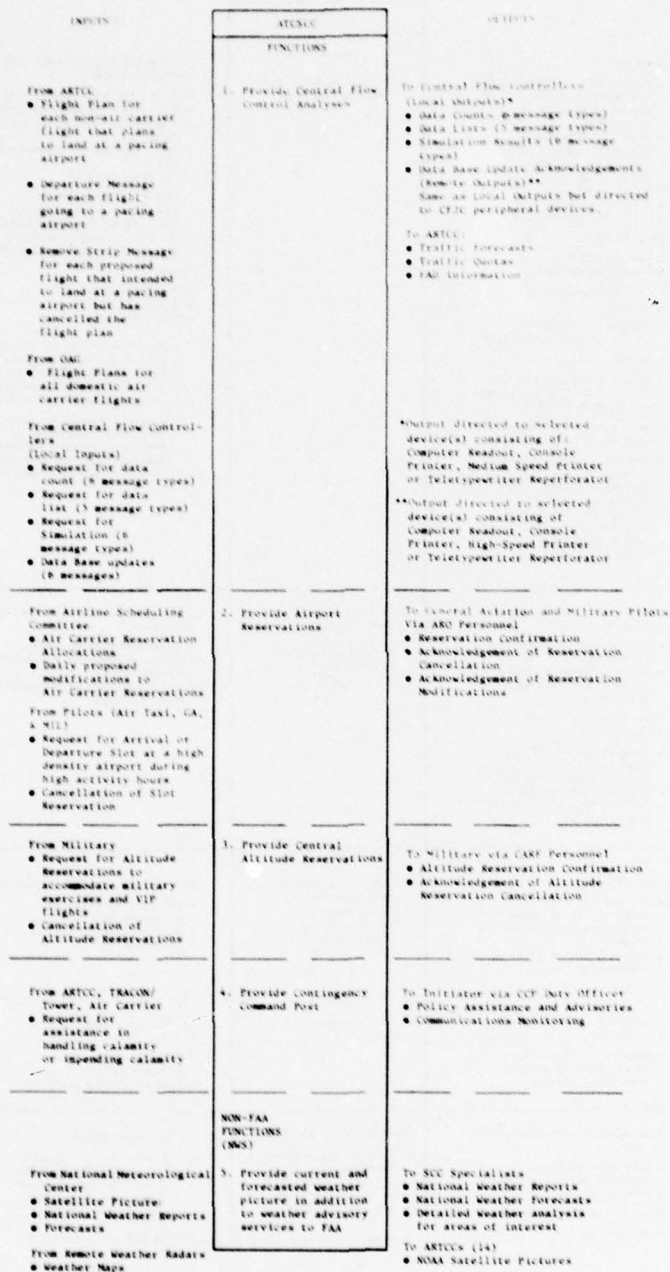 INPUTS
ATCSCC
OUTPUTS
FUNCTIONS
From ARTCC
● Flight Plan for
each non-air carrier
flight that plans
to land at a pacing
airport
● Departure Message
for each flight
going to a pacing
airport
● Remove Strip Message
for each proposed
flight that intended
to land at a pacing
airport but has
cancelled the
flight plan
From OAG
● Flight Plans for
all domestic air
carrier flights
From Central Flow Control-
lers
(Local Inputs)
● Request for data
count (6 message types)
● Request for data
list (5 message types)
● Request for
Simulation (6
message types)
● Data Base updates
(6 messages)
1. Provide Central Flow
Control Analyses
To Central Flow Controllers
(Local Outputs)*
● Data Counts message types)
● Data Lists (5 message types)
● Simulation Results (6 message
types)
● Data Base Update Acknowledgements
(Remote Outputs)**
Same as Local Outputs but directed
to peripheral devices.
To ARTCC:
● Traffic Forecasts
● Traffic Quotas
● FAD Information
*Output directed to selected
device(s) consisting of:
Computer Readout, Console
Printer, Medium Speed Printer
or Teletypewriter Reperforator
**Output directed to selected
device(s) consisting of
Computer Readout, Console
Printer, High-Speed Printer
or Teletypewriter Reperforator
From Airline Scheduling
Committee
● Air Carrier Reservation
Allocations
● Daily proposed
modifications to
Air Carrier Reservations
From Pilots (Air Taxi, GA,
& MIL)
● Request for Arrival or
Departure Slot at a high
density airport during
high activity hours
● Cancellation of Slot
Reservation
2. Provide Airport
Reservations
To General Aviation and Military Pilots
Via ARO Personnel
● Reservation Confirmation
● Acknowledgement of Reservation
Cancellation
● Acknowledgement of Reservation
Modifications
From Military
● Request for Altitude
Reservations to
accommodate military
exercises and VIP
flights
● Cancellation of
Altitude Reservations
3. Provide Central
Altitude Reservations
To Military via CARF Personnel
● Altitude Reservation Confirmation
● Acknowledgement of Altitude
Reservation Cancellation
From ARTCC, TRACON/
Tower, Air Carrier
● Request for
assistance in
handling calamity
or impending calamity
4. Provide Contingency
Command Post
To Initiator via CCP Duty Officer
● Policy Assistance and Advisories
● Communications Monitoring
NON-FAA
FUNCTIONS
(NWS)
From National Meteorological
Center
● Satellite Picture
● National Weather Reports
● Forecasts
From Remote Weather Radars
● Weather Maps
5. Provide current and
forecasted weather
picture in addition
to weather advisory
services to FAA
To SCC Specialists
● National Weather Reports
● National Weather Forecasts
● Detailed Weather analysis
for areas of interest
To ARTCCs (14)
● NOAA Satellite Pictures